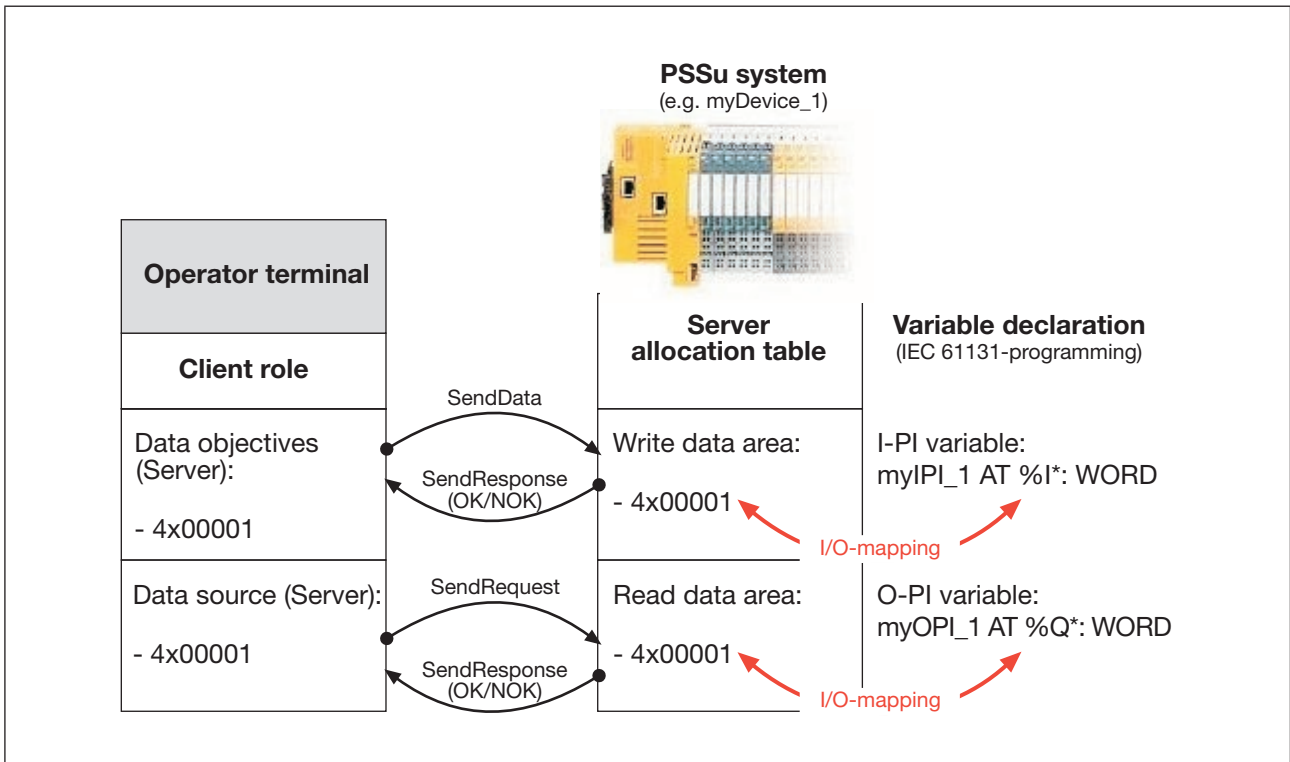 PSSu system
(e.g. myDevice_1)
Operator terminal
Client role
Server
allocation table
Variable declaration
(IEC 61131-programming)
Data objectives
(Server):
- 4x00001
SendData
SendResponse
(OK/NOK)
Write data area:
- 4x00001
I-PI variable:
myIPI_1 AT %I*: WORD
I/O-mapping
Data source (Server):
- 4x00001
SendRequest
SendResponse
(OK/NOK)
Read data area:
- 4x00001
O-PI variable:
myOPI_1 AT %Q*: WORD
I/O-mapping